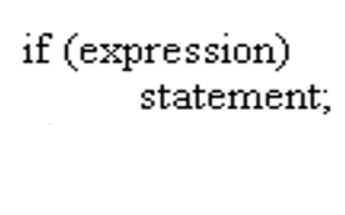 if (expression)
statement;